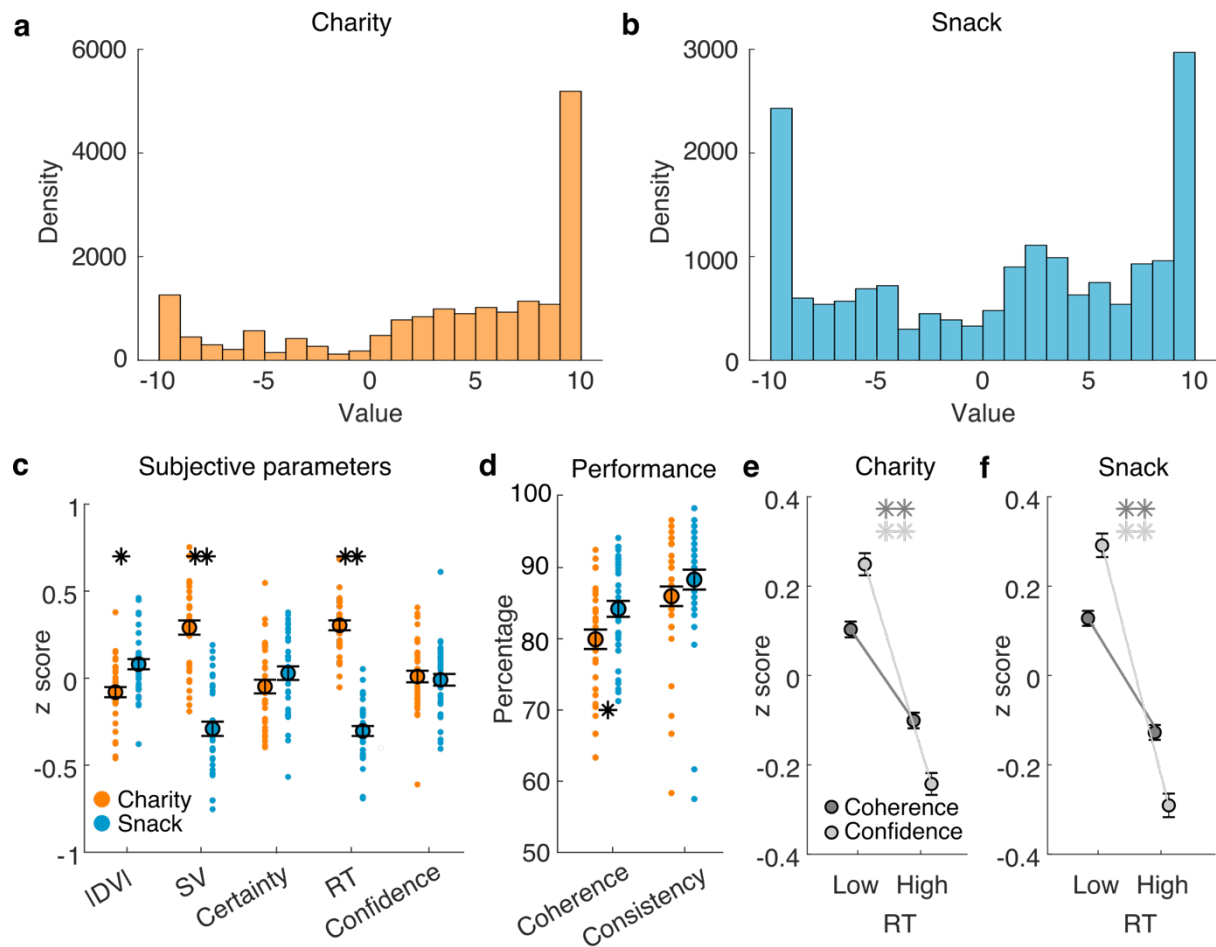 a
Charity
6000
4000
2000
0
Density
-10
-5
0
5
10
Value
b
Snack
3000
2000
1000
0
Density
-10
-5
0
5
10
Value
c
Subjective parameters
1
0.5
0
-0.5
-1
z score
Charity
Snack
IDVI
SV
Certainty
RT
Confidence
d
Performance
100
90
80
70
60
50
Percentage
Coherence
Consistency
e
Charity
0.4
0.2
0
-0.2
-0.4
z score
Coherence
Confidence
Low High
RT
f
Snack
0.4
0.2
0
-0.2
-0.4
z score
Low High
RT